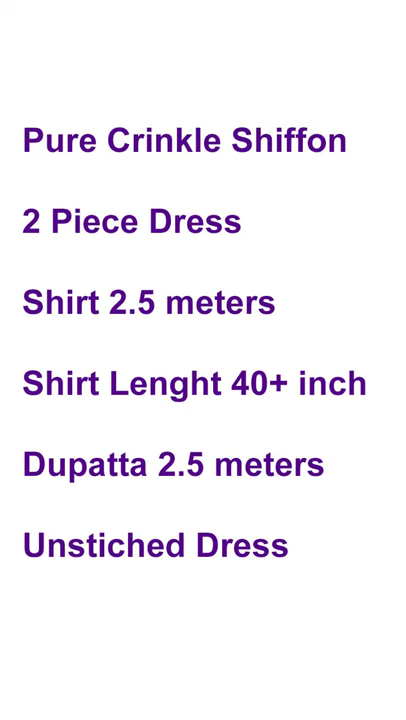 Pure Crinkle Shiffon
2 Piece Dress
Shirt 2.5 meters
Shirt Lenght 40+ inch
Dupatta 2.5 meters
Unstiched Dress